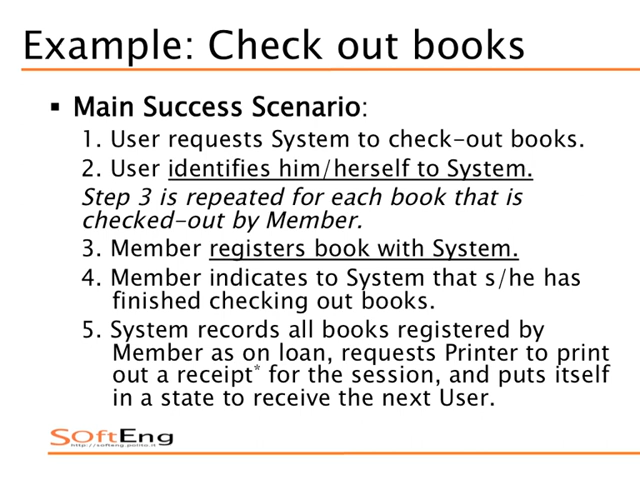 Example: Check out books
▪ Main Success Scenario:
1. User requests System to check-out books.
2. User identifies him/herself to System.
Step 3 is repeated for each book that is
checked-out by Member.
3. Member registers book with System.
4. Member indicates to System that s/he has
finished checking out books.
5. System records all books registered by
Member as on loan, requests Printer to print
out a receipt* for the session, and puts itself
in a state to receive the next User.
SOftEng
http://softeng.polito.it